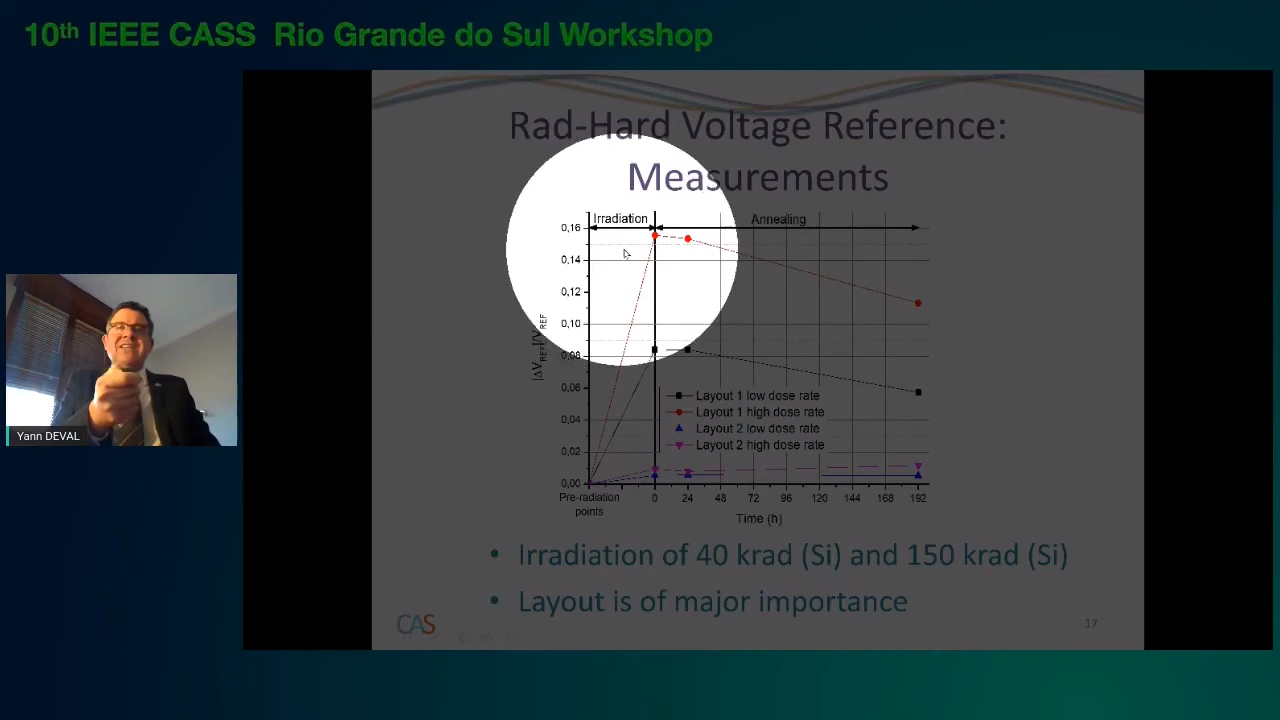 10th IEEE CASS Rio Grande do Sul Workshop
Rad-Hard Voltage Reference:
Measurements
Irradiation
Annealing
0,16
0,14
0,12
0,10
0,08
0,06
0,04
0,02
0,00
|ΔVREF|/VREF
Layout 1 low dose rate
Layout 1 high dose rate
Layout 2 low dose rate
Layout 2 high dose rate
Pre-radiation
points
0 24 48 72 96 120 144 168 192
Time (h)
• Irradiation of 40 krad (Si) and 150 krad (Si)
• Layout is of major importance
CAS
17
Yann DEVAL